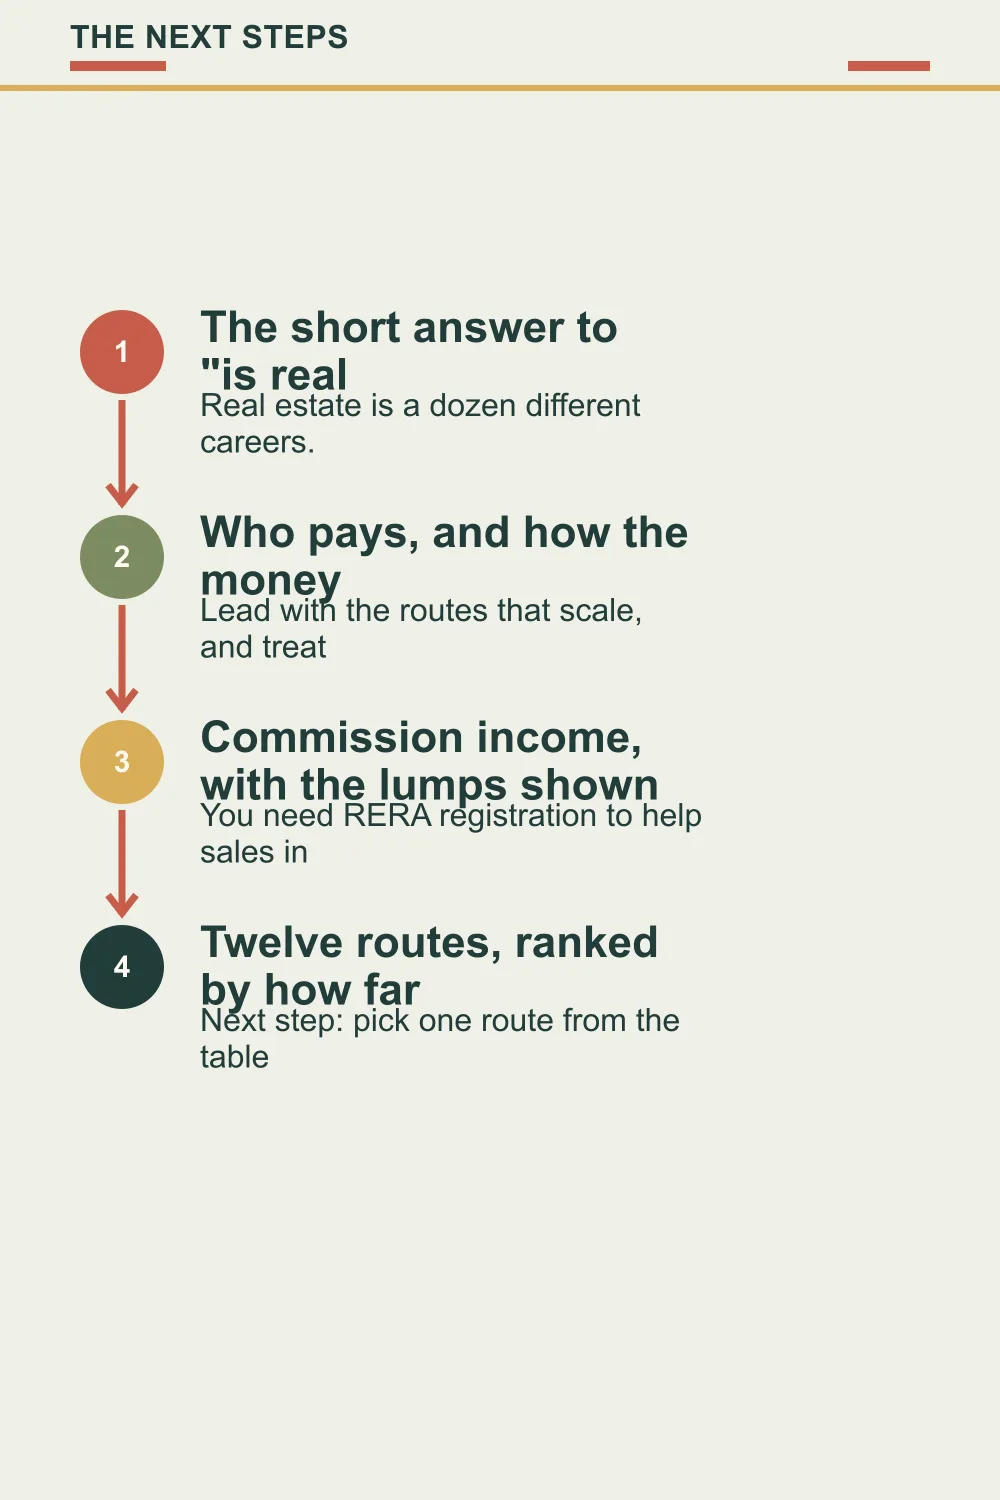 THE NEXT STEPS
1
The short answer to
"is real
Real estate is a dozen different
careers.
2
Who pays, and how the
money
Lead with the routes that scale,
and treat
3
Commission income,
with the lumps shown
You need RERA registration to help
sales in
4
Twelve routes, ranked
by how far
Next step: pick one route from the
table